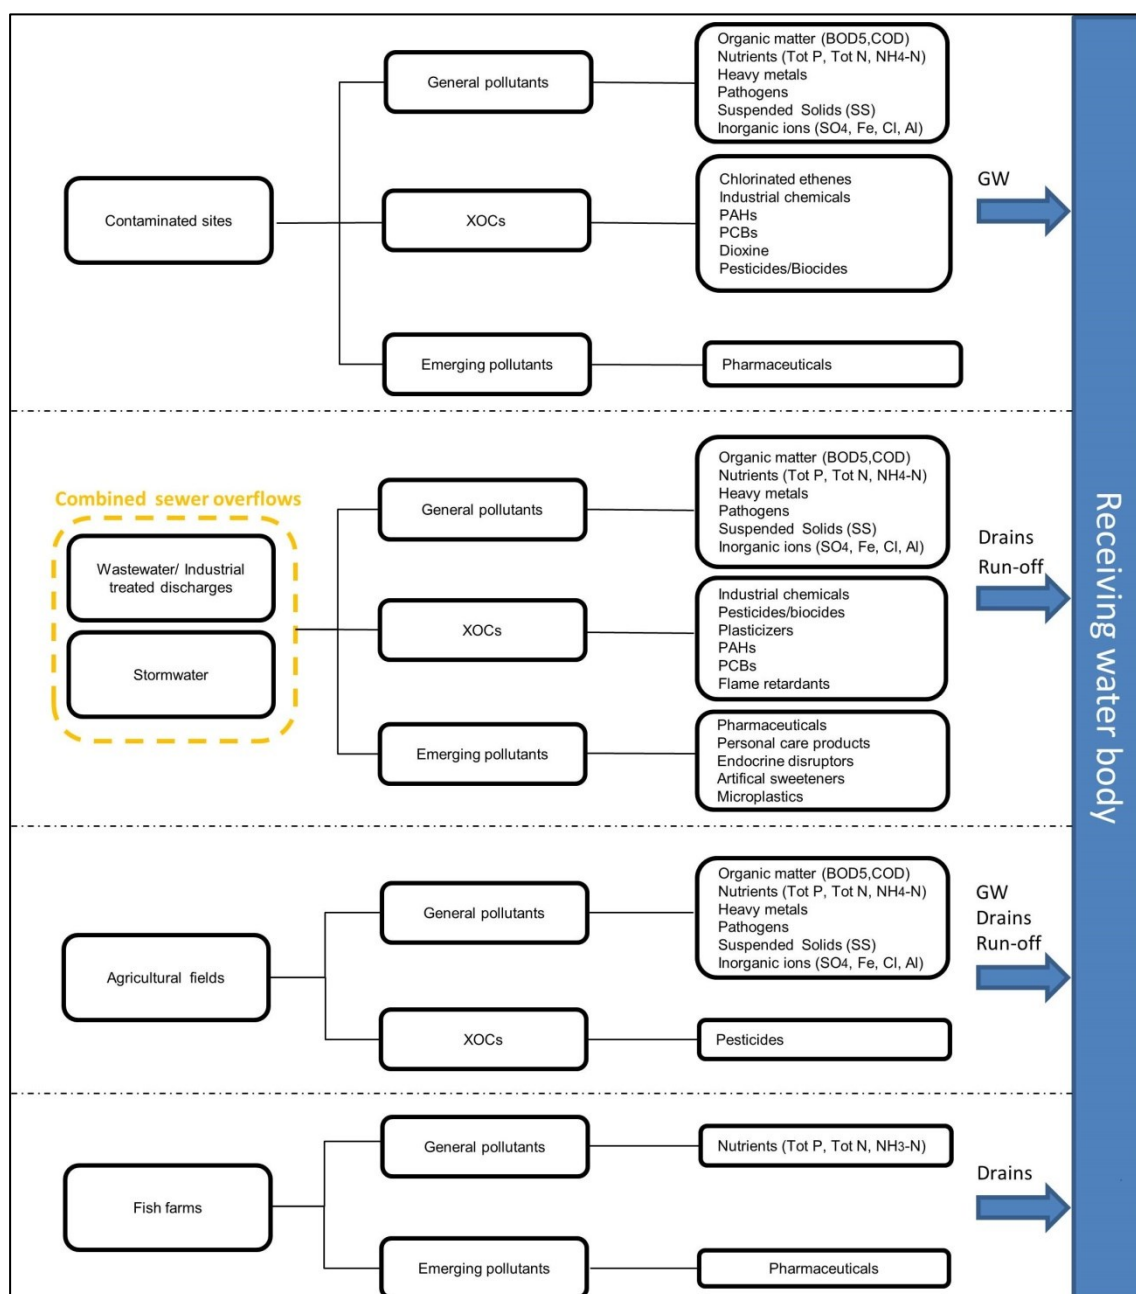 General pollutants
Organic matter (BOD5,COD)
Nutrients (Tot P, Tot N, NH4-N)
Heavy metals
Pathogens
Suspended Solids (SS)
Inorganic ions (SO4, Fe, Cl, Al)
Contaminated sites
XOCs
Chlorinated ethenes
Industrial chemicals
PAHs
PCBs
Dioxine
Pesticides/Biocides
GW
Emerging pollutants
Pharmaceuticals
Combined sewer overflows
Wastewater/ Industrial
treated discharges
Stormwater
General pollutants
Organic matter (BOD5,COD)
Nutrients (Tot P, Tot N, NH4-N)
Heavy metals
Pathogens
Suspended Solids (SS)
Inorganic ions (SO4, Fe, Cl, Al)
Drains
Run-off
XOCs
Industrial chemicals
Pesticides/biocides
Plasticizers
PAHs
PCBs
Flame retardants
Emerging pollutants
Pharmaceuticals
Personal care products
Endocrine disruptors
Artifical sweeteners
Microplastics
Receiving water body
Agricultural fields
General pollutants
Organic matter (BOD5,COD)
Nutrients (Tot P, Tot N, NH4-N)
Heavy metals
Pathogens
Suspended Solids (SS)
Inorganic ions (SO4, Fe, Cl, Al)
GW
Drains
Run-off
XOCs
Pesticides
Fish farms
General pollutants
Nutrients (Tot P, Tot N, NH3-N)
Drains
Emerging pollutants
Pharmaceuticals